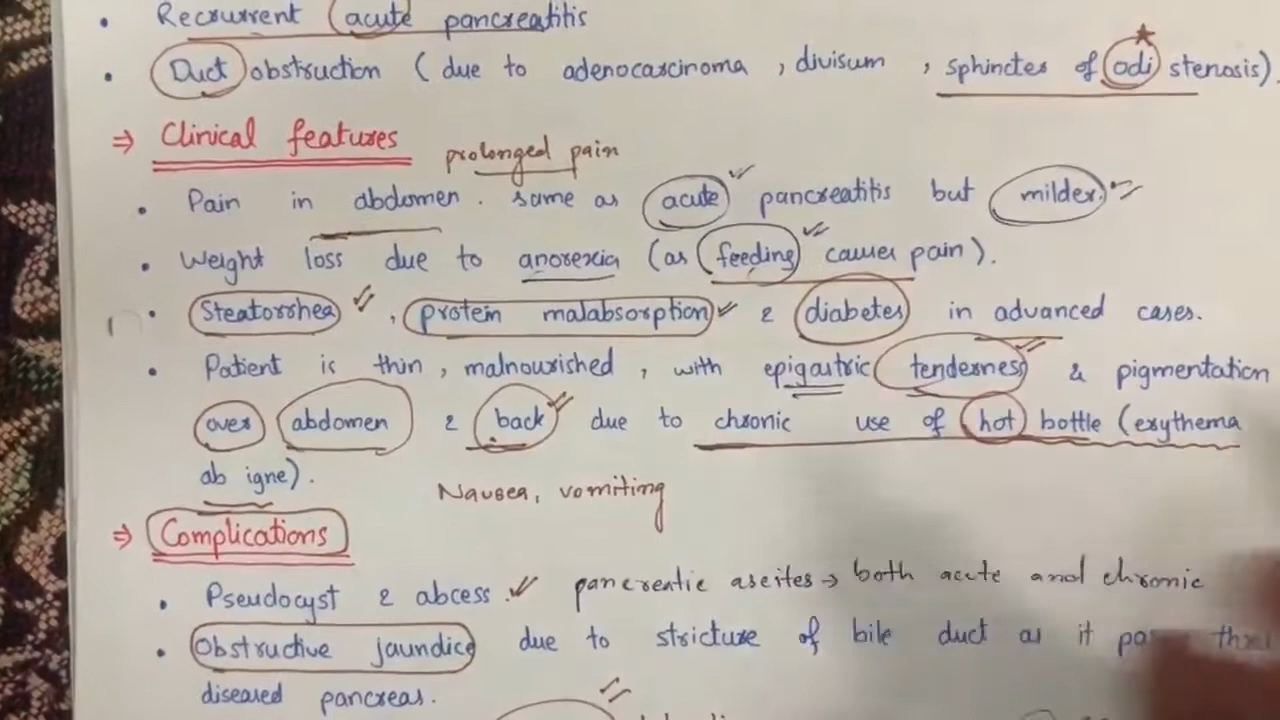 • Recrurrent acute pancreatitis
• Duct obstruction ( due to adenocarcinoma , divisum , sphincter of odi stenosis).
⇒ Clinical features
prolonged pain
• Pain in abdomen. same as acute pancreatitis but milder.
• Weight loss due to anorexia (as feeding causes pain).
• Steatorrhea , protein malabsorption & diabetes in advanced cases.
• Patient is thin , malnourished , with epigastric tenderness & pigmentation
over abdomen & back due to chronic use of hot bottle (erythema
ab igne).
Nausea, vomiting
⇒ Complications
• Pseudocyst & abcess. pancreatic ascites → both acute and chronic
• Obstructive jaundice due to stricture of bile duct as it
diseased pancreas.